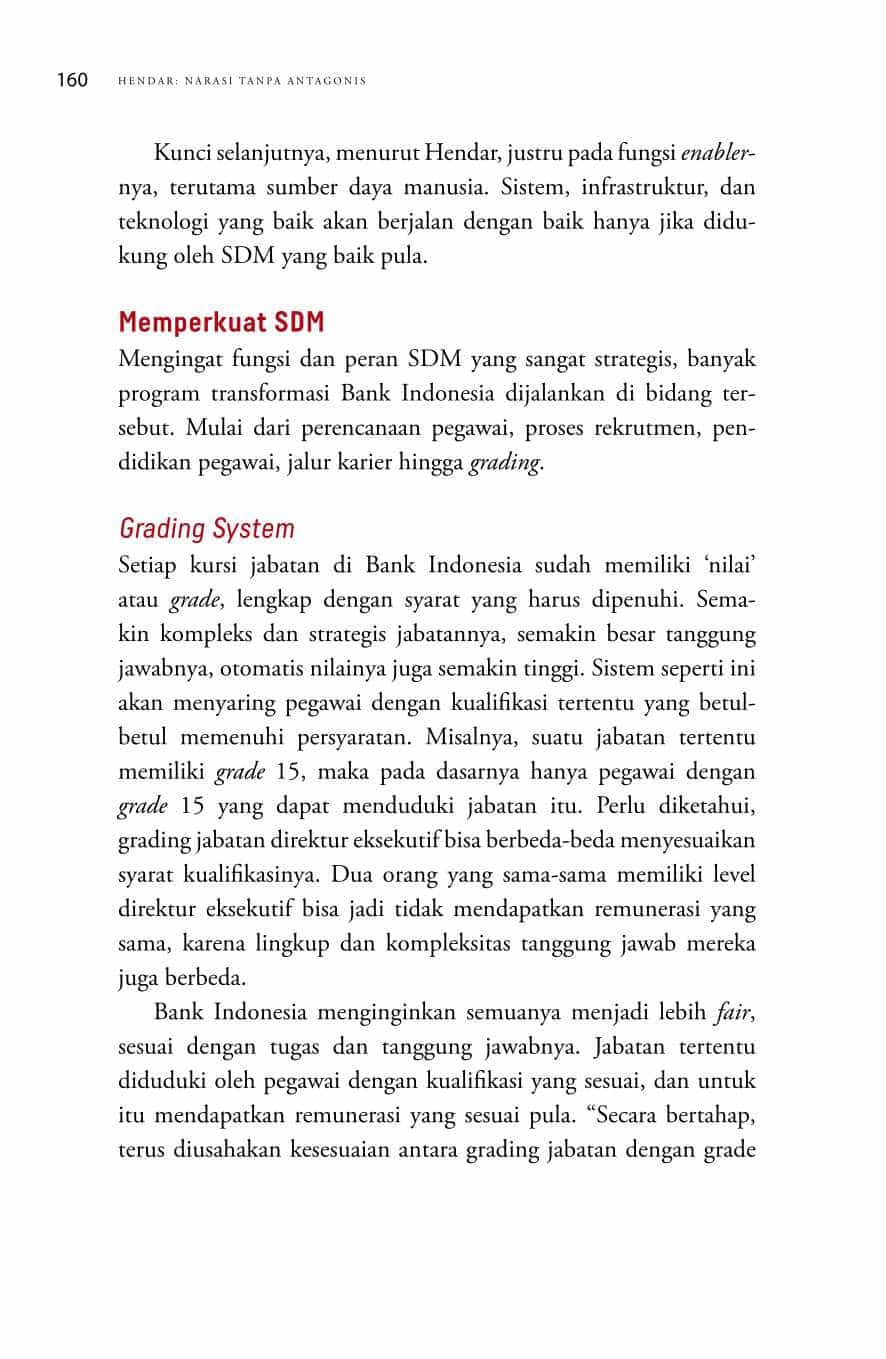 160 HENDAR: NARASI TANPA ANTAGONIS
Kunci selanjutnya, menurut Hendar, justru pada fungsi enabler-
nya, terutama sumber daya manusia. Sistem, infrastruktur, dan
teknologi yang baik akan berjalan dengan baik hanya jika didu-
kung oleh SDM yang baik pula.
Memperkuat SDM
Mengingat fungsi dan peran SDM yang sangat strategis, banyak
program transformasi Bank Indonesia dijalankan di bidang ter-
sebut. Mulai dari perencanaan pegawai, proses rekrutmen, pen-
didikan pegawai, jalur karier hingga grading.
Grading System
Setiap kursi jabatan di Bank Indonesia sudah memiliki ‘nilai’
atau grade, lengkap dengan syarat yang harus dipenuhi. Sema-
kin kompleks dan strategis jabatannya, semakin besar tanggung
jawabnya, otomatis nilainya juga semakin tinggi. Sistem seperti ini
akan menyaring pegawai dengan kualifikasi tertentu yang betul-
betul memenuhi persyaratan. Misalnya, suatu jabatan tertentu
memiliki grade 15, maka pada dasarnya hanya pegawai dengan
grade 15 yang dapat menduduki jabatan itu. Perlu diketahui,
grading jabatan direktur eksekutif bisa berbeda-beda menyesuaikan
syarat kualifikasinya. Dua orang yang sama-sama memiliki level
direktur eksekutif bisa jadi tidak mendapatkan remunerasi yang
sama, karena lingkup dan kompleksitas tanggung jawab mereka
juga berbeda.
Bank Indonesia menginginkan semuanya menjadi lebih fair,
sesuai dengan tugas dan tanggung jawabnya. Jabatan tertentu
diduduki oleh pegawai dengan kualifikasi yang sesuai, dan untuk
itu mendapatkan remunerasi yang sesuai pula. “Secara bertahap,
terus diusahakan kesesuaian antara grading jabatan dengan grade